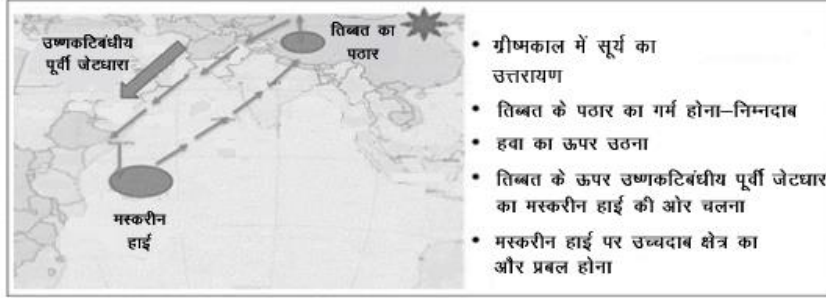 उष्णकटिबंधीय
पूर्वी जेटधारा
तिब्बत का
पठार
मस्करीन
हाई
• ग्रीष्मकाल में सूर्य का
उत्तरायण
• तिब्बत के पठार का गर्म होना–निम्नदाब
• हवा का ऊपर उठना
• तिब्बत के ऊपर उष्णकटिबंधीय पूर्वी जेटधार
का मस्करीन हाई की ओर चलना
• मस्करीन हाई पर उच्चदाब क्षेत्र का
और प्रबल होना